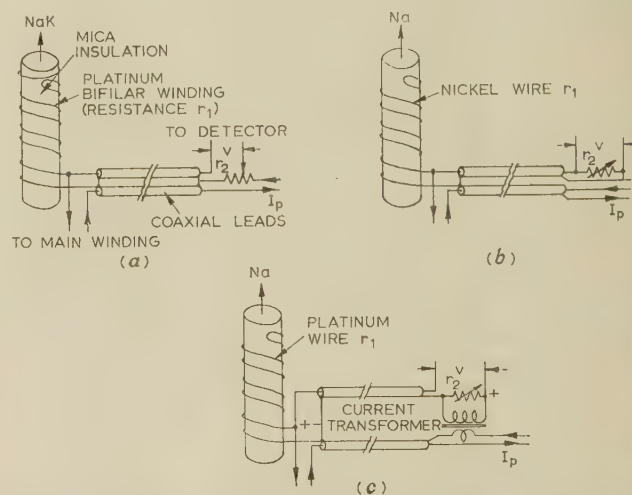 NaK
MICA
INSULATION
PLATINUM
BIFILAR WINDING
(RESISTANCE r1)
TO DETECTOR
V
r2
Ip
COAXIAL LEADS
TO MAIN WINDING
(a)
Na
NICKEL WIRE r1
V
r2
Ip
(b)
Na
PLATINUM
WIRE r1
V
r2
-
+
CURRENT
TRANSFORMER
+-
Ip
(c)